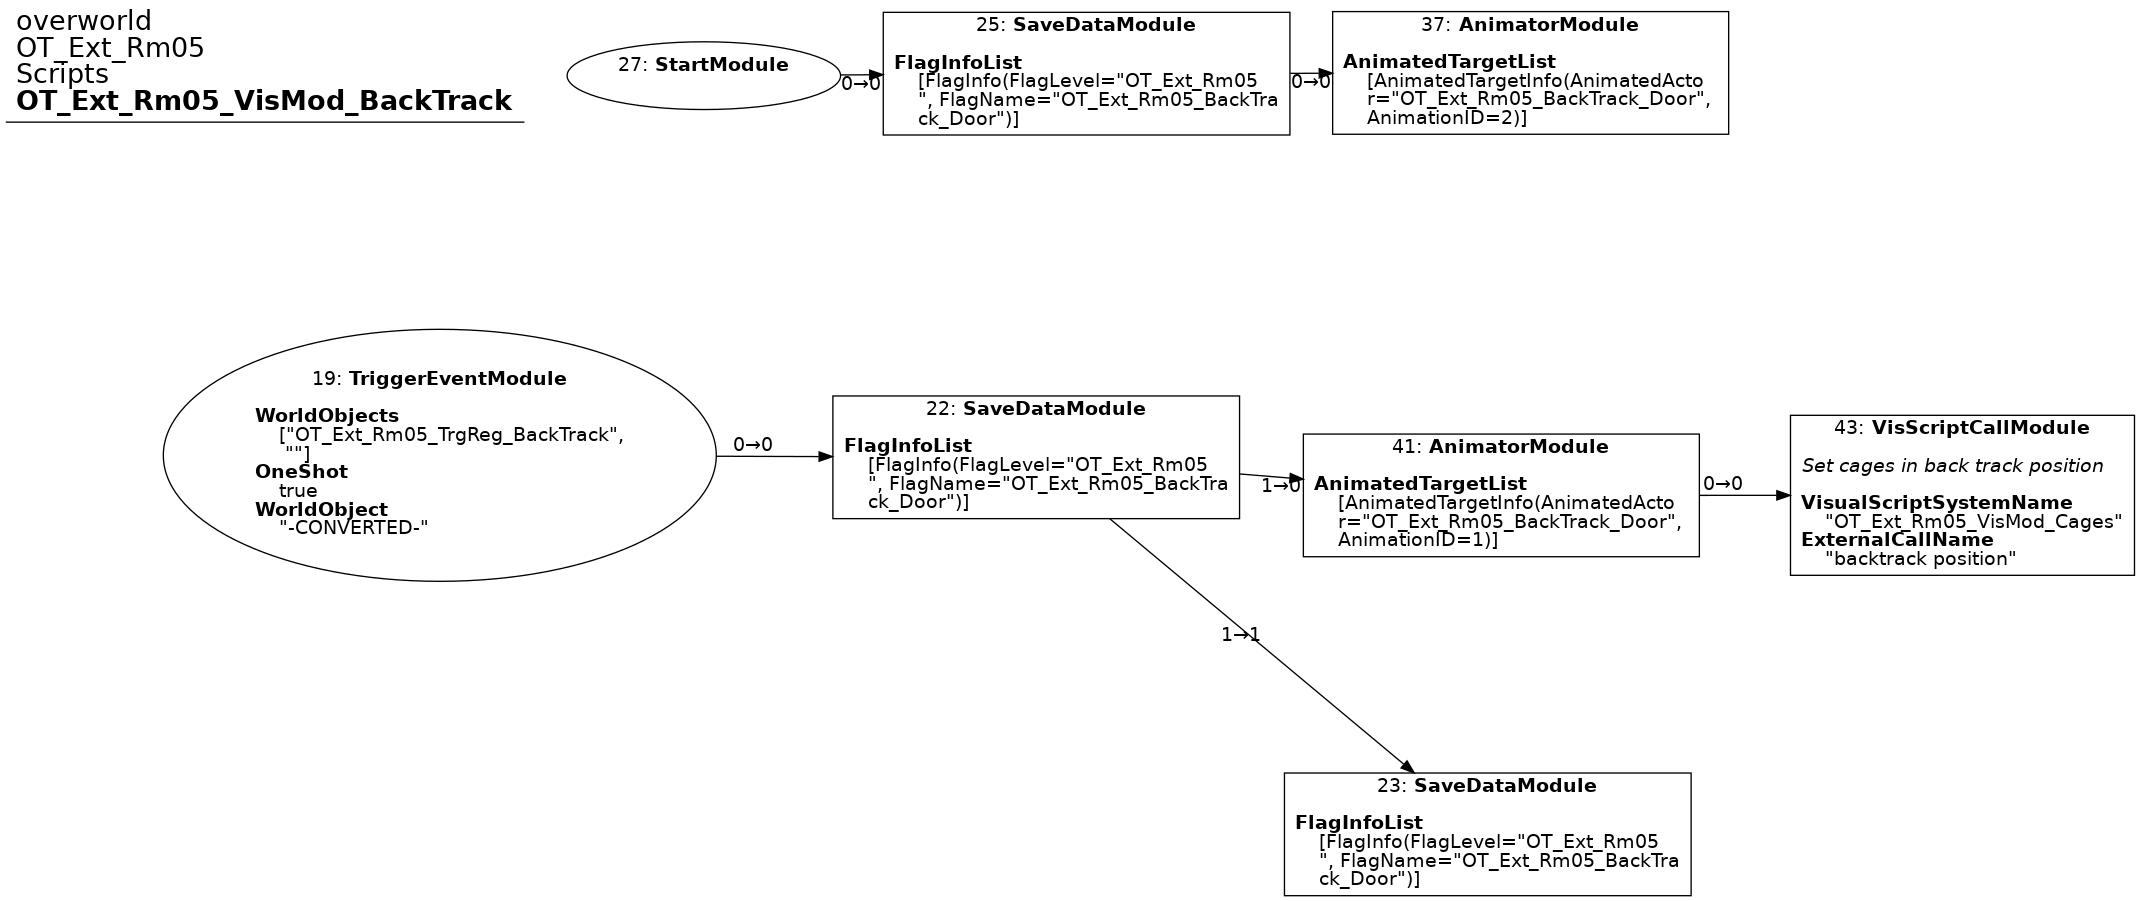 overworld
OT_Ext_Rm05
Scripts
OT_Ext_Rm05_VisMod_BackTrack
27: StartModule
0→0
25: SaveDataModule
FlagInfoList
[FlagInfo(FlagLevel="OT_Ext_Rm05
", FlagName="OT_Ext_Rm05_BackTra
ck_Door")]
0→0
37: AnimatorModule
AnimatedTargetList
[AnimatedTargetInfo(AnimatedActo
r="OT_Ext_Rm05_BackTrack_Door",
AnimationID=2)]
19: TriggerEventModule
WorldObjects
["OT_Ext_Rm05_TrgReg_BackTrack",
""]
OneShot
true
WorldObject
"-CONVERTED-"
0→0
22: SaveDataModule
FlagInfoList
[FlagInfo(FlagLevel="OT_Ext_Rm05
", FlagName="OT_Ext_Rm05_BackTra
ck_Door")]
1→0
41: AnimatorModule
AnimatedTargetList
[AnimatedTargetInfo(AnimatedActo
r="OT_Ext_Rm05_BackTrack_Door",
AnimationID=1)]
0→0
43: VisScriptCallModule
Set cages in back track position
VisualScriptSystemName
"OT_Ext_Rm05_VisMod_Cages"
ExternalCallName
"backtrack position"
1→1
23: SaveDataModule
FlagInfoList
[FlagInfo(FlagLevel="OT_Ext_Rm05
", FlagName="OT_Ext_Rm05_BackTra
ck_Door")]